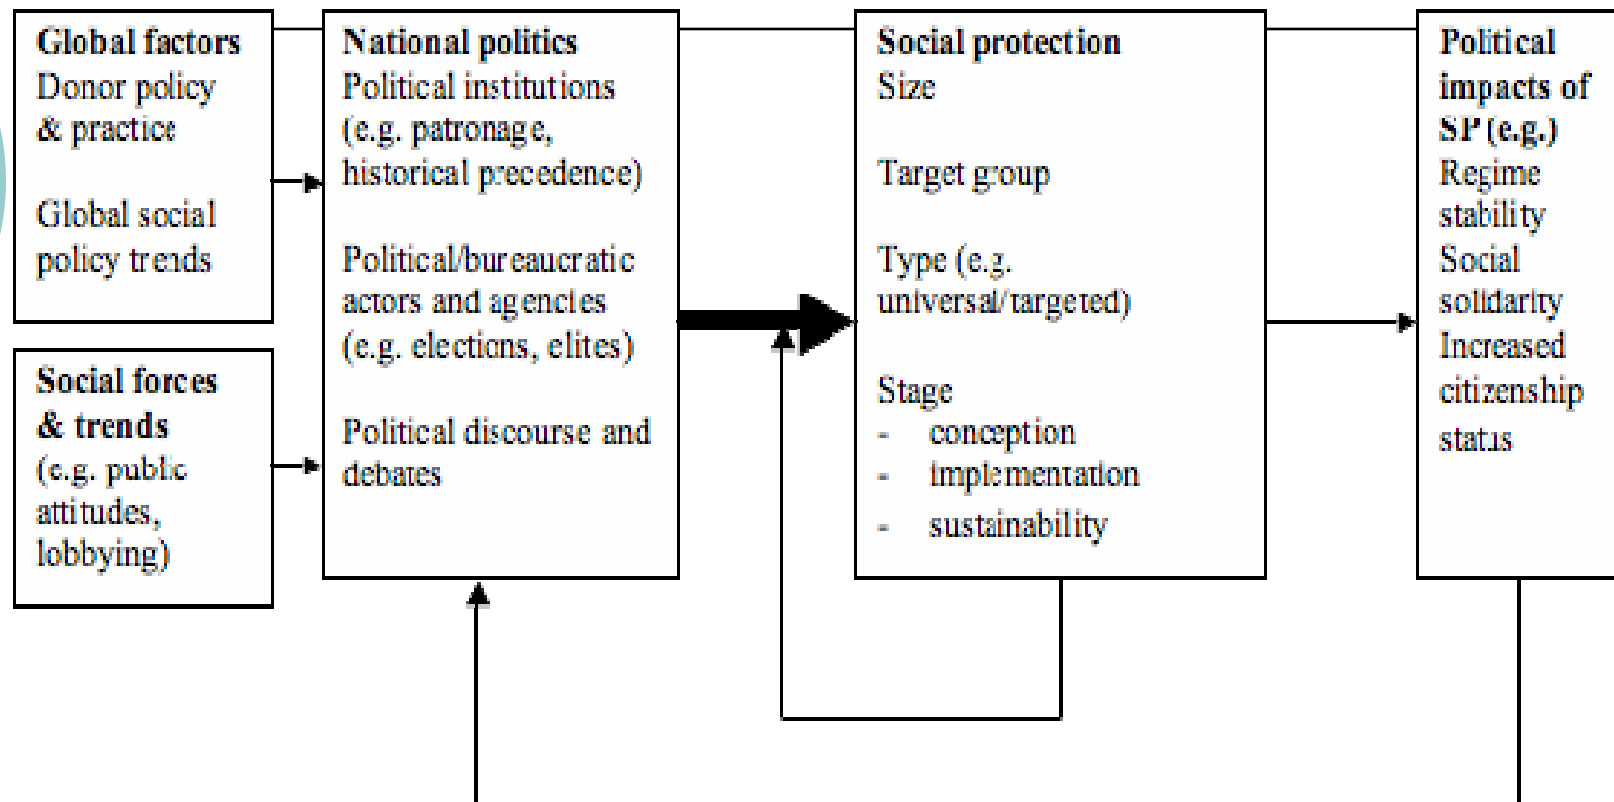 Global factors
Donor policy
& practice
Global social
policy trends
Social forces
& trends
(e.g. public
attitudes,
lobbying)
National politics
Political institutions
(e.g. patronage,
historical precedence)
Political/bureaucratic
actors and agencies
(e.g. elections, elites)
Political discourse and
debates
Social protection
Size
Target group
Type (e.g.
universal/targeted)
Stage
- conception
- implementation
- sustainability
Political
impacts of
SP (e.g.)
Regime
stability
Social
solidarity
Increased
citizenship
status